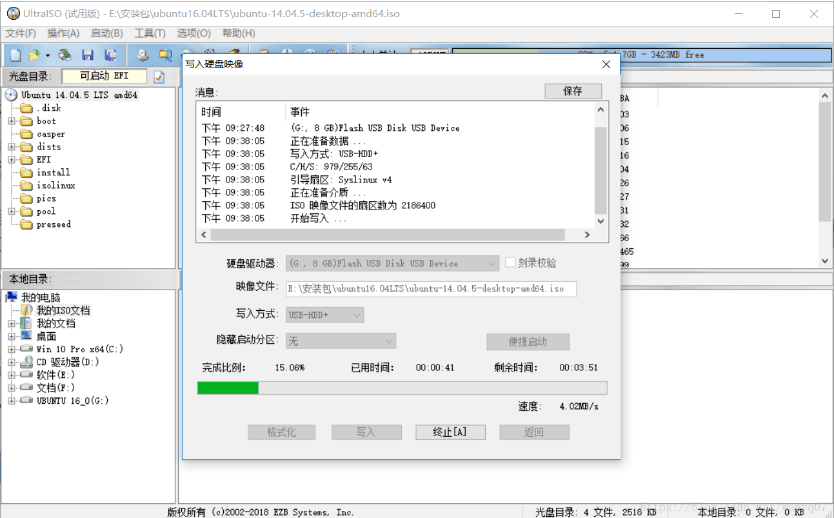 UltraISO (试用版) - E:\安装包\ubuntu16.04LTS\ubuntu-14.04.5-desktop-amd64.iso
文件(F) 操作(A) 启动(B) 工具(T) 选项(O) 帮助(H)
3423MB free
光盘目录: 可启动 EFI
Ubuntu 14.04.5 LTS amd64
.disk
boot
casper
dists
EFI
install
isolinux
pics
pool
preseed
写入硬盘映像
消息: 保存
时间 事件
下午 09:27:48 (G:, 8 GB)Flash USB Disk USB Device
下午 09:38:05 正在准备数据 ...
下午 09:38:05 写入方式: USB-HDD+
下午 09:38:05 C/H/S: 979/255/63
下午 09:38:05 引导扇区: Syslinux v4
下午 09:38:05 正在准备介质 ...
下午 09:38:05 ISO 映像文件的扇区数为 2186400
下午 09:38:05 开始写入 ...
硬盘驱动器: (G:, 8 GB)Flash USB Disk USB Device 刻录校验
映像文件: E:\安装包\ubuntu16.04LTS\ubuntu-14.04.5-desktop-amd64.iso
写入方式: USB-HDD+
隐藏启动分区: 无 便捷启动
完成比例: 15.06% 已用时间: 00:00:41 剩余时间: 00:03:51
速度: 4.02MB/s
格式化 写入 终止[A] 返回
本地目录:
我的电脑
我的ISO文档
我的文档
桌面
Win 10 Pro x64(C:)
CD 驱动器(D:)
软件(E:)
文档(F:)
UBUNTU 16_0(G:)
版权所有 (c)2002-2018 EZB Systems, Inc. 光盘目录: 4 文件, 2518 KB 本地目录: 0 文件, 0 KB